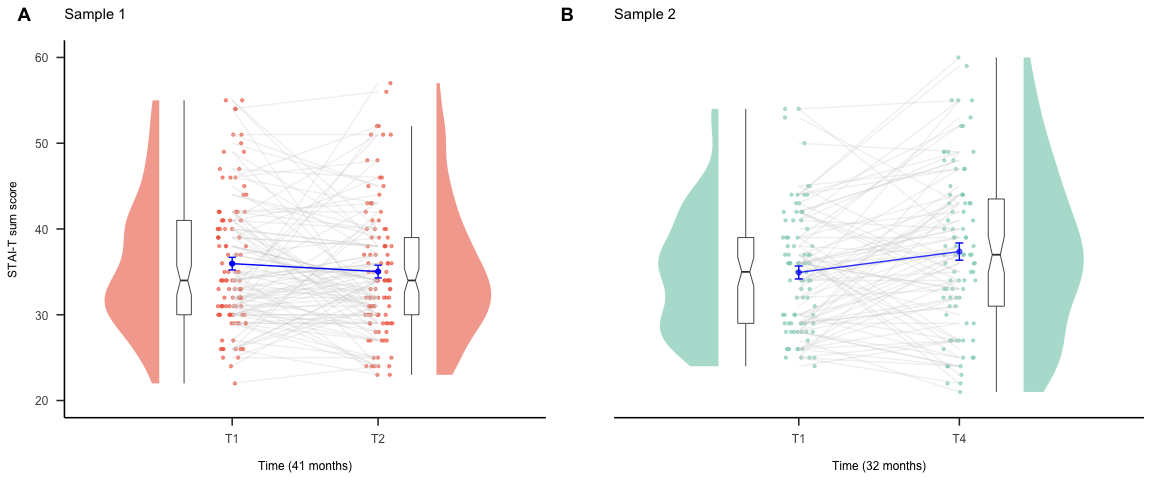 A
Sample 1
B
Sample 2
STAI-T sum score
60
50
40
30
20
T1
T2
T1
T4
Time (41 months)
Time (32 months)